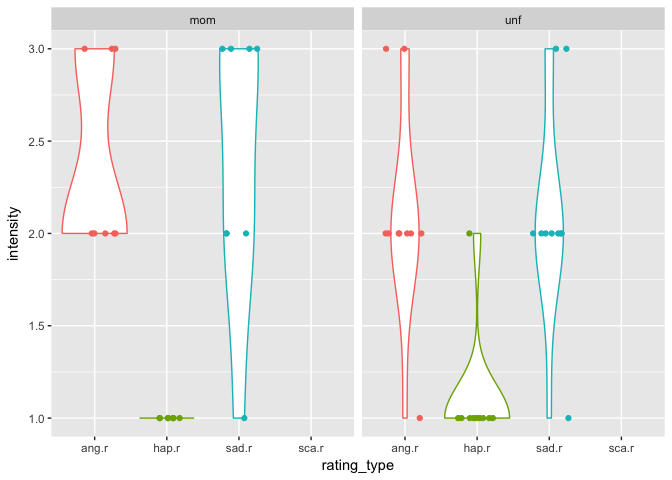 mom unf
3.0
2.5
2.0
1.5
1.0
intensity
ang.r hap.r sad.r sca.r ang.r hap.r sad.r sca.r
rating_type